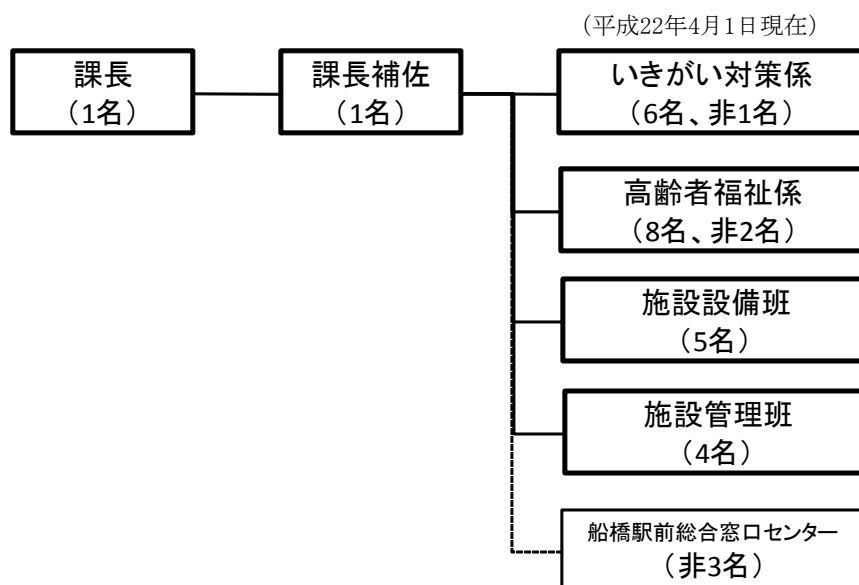 （平成22年4月1日現在）
課長
（1名）
課長補佐
（1名）
いきがい対策係
（6名、非1名）
高齢者福祉係
（8名、非2名）
施設設備班
（5名）
施設管理班
（4名）
船橋駅前総合窓口センター
（非3名）